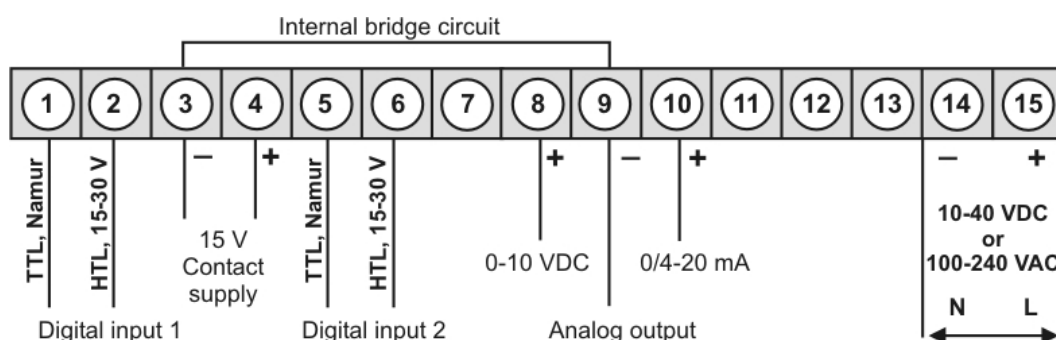 Internal bridge circuit
1 2 3 4 5 6 7 8 9 10 11 12 13 14 15
− + + − + − +
TTL, Namur
HTL, 15-30 V
15 V
Contact
supply
TTL, Namur
HTL, 15-30 V
0-10 VDC
0/4-20 mA
10-40 VDC
or
100-240 VAC
N L
Digital input 1
Digital input 2
Analog output